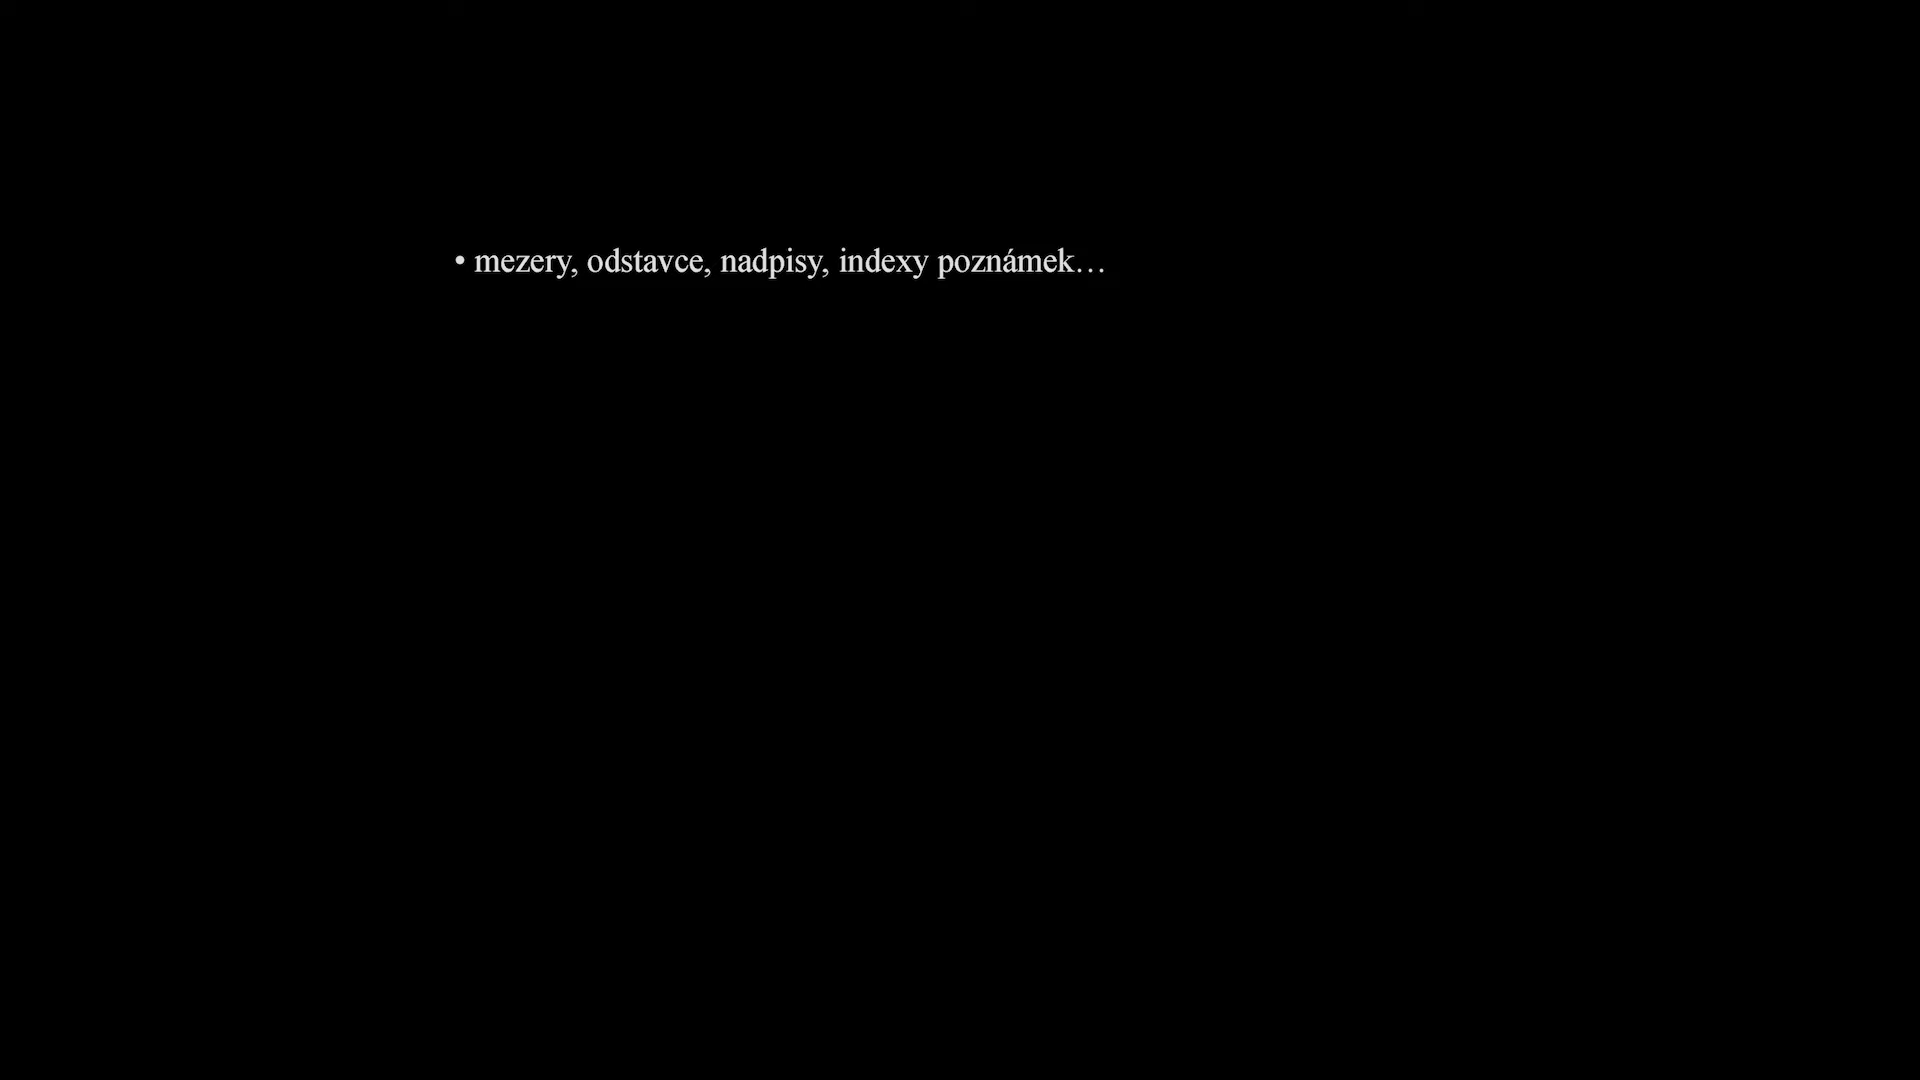 • mezery, odstavce, nadpisy, indexy poznámek…